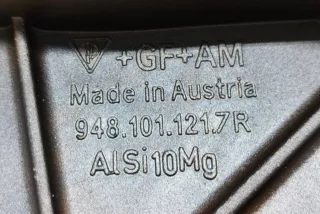 +GF+AM
Made in Austria
948.101.121.7R
AlSi10Mg